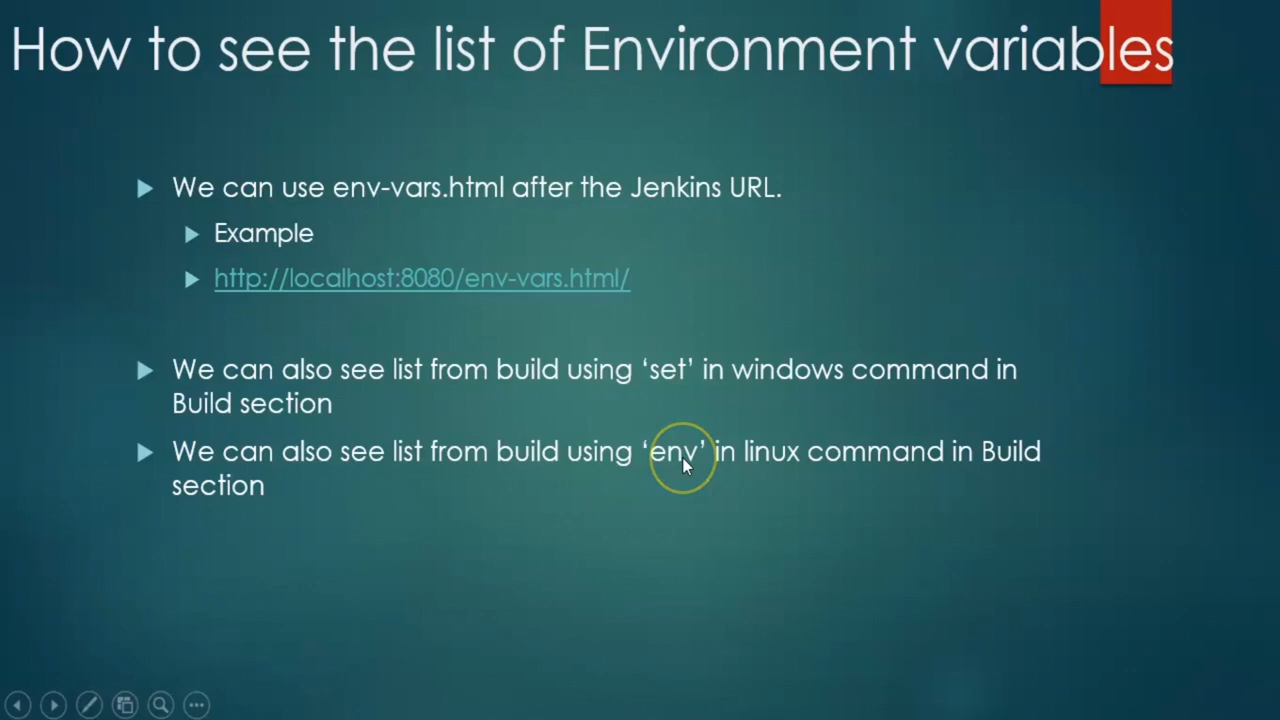 How to see the list of Environment variables
We can use env-vars.html after the Jenkins URL.
Example
http://localhost:8080/env-vars.html/
We can also see list from build using ‘set’ in windows command in
Build section
We can also see list from build using ‘env’ in linux command in Build
section